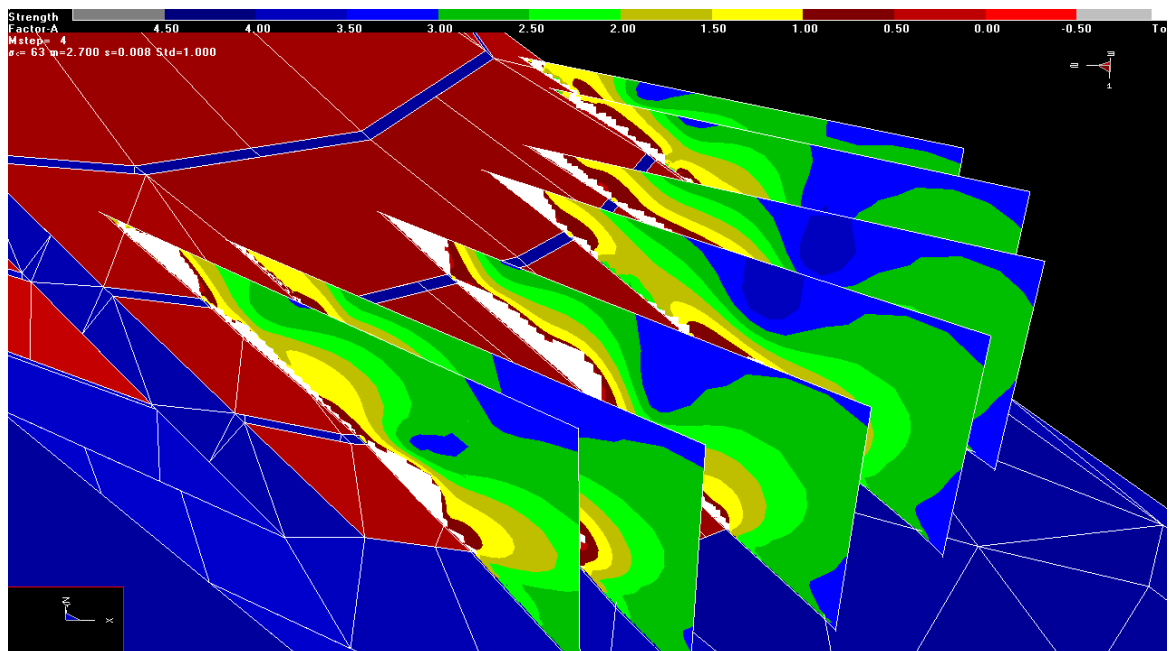 Strength
Factor-A 4.50 4.00 3.50 3.00 2.50 2.00 1.50 1.00 0.50 0.00 -0.50 To
Mstep= 4
σc= 63 m=2.700 s=0.008 Std=1.000
Z
X